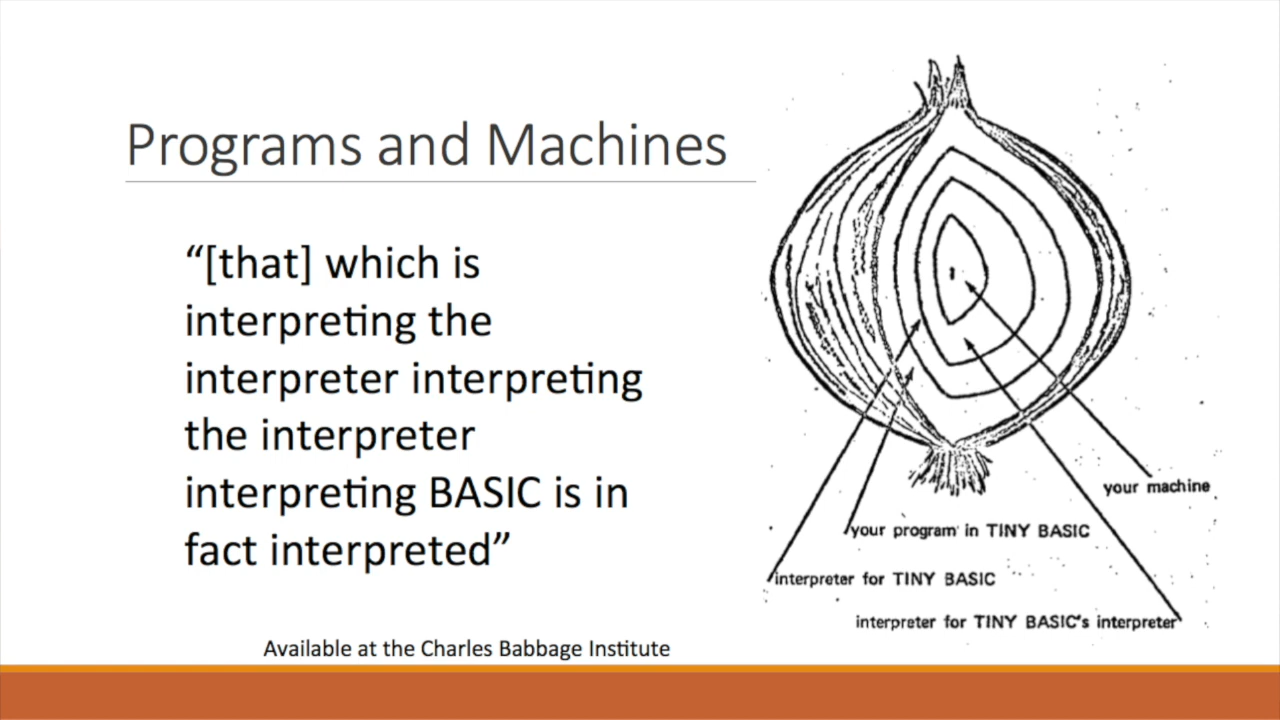 Programs and Machines
“[that] which is
interpreting the
interpreter interpreting
the interpreter
interpreting BASIC is in
fact interpreted”
Available at the Charles Babbage Institute
your machine
your program in TINY BASIC
interpreter for TINY BASIC
interpreter for TINY BASIC's interpreter